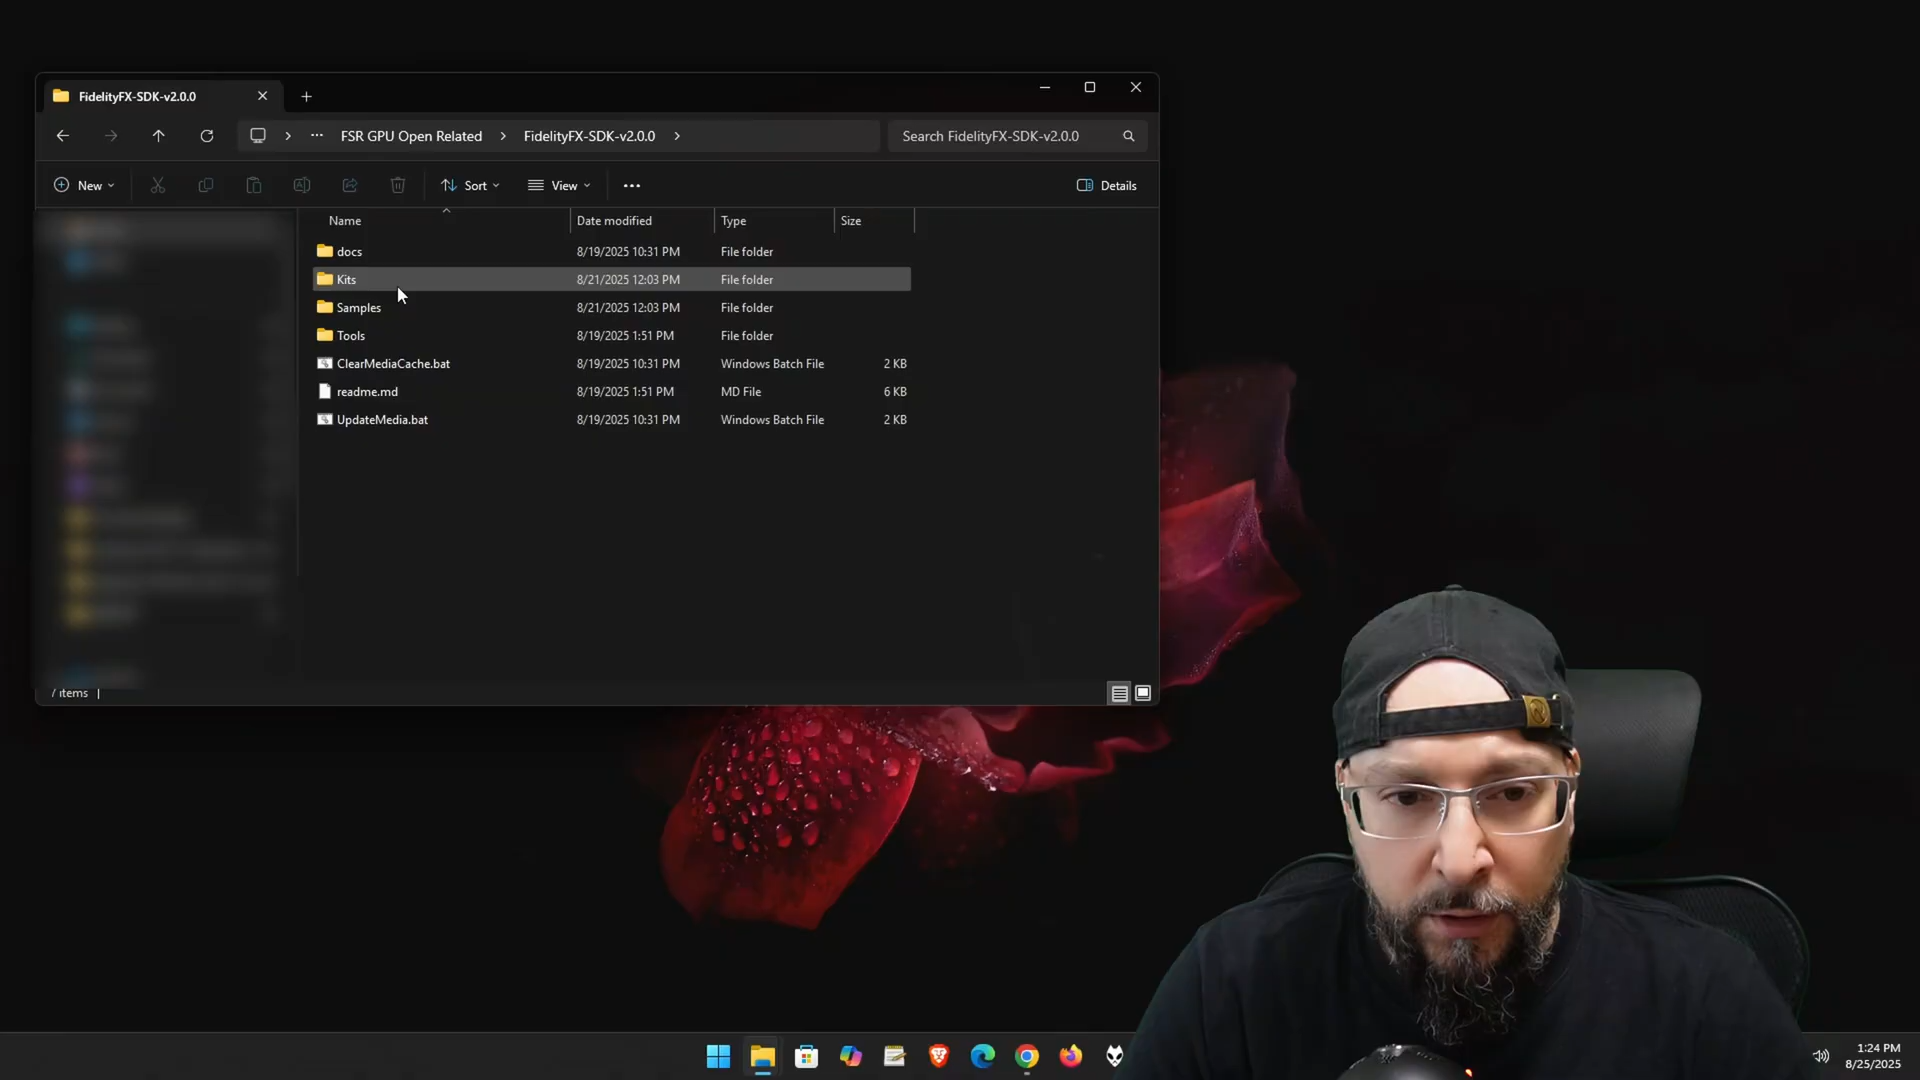 FidelityFX-SDK-v2.0.0
FSR GPU Open Related
FidelityFX-SDK-v2.0.0
Search FidelityFX-SDK-v2.0.0
New
Sort
View
Details
Name Date modified Type Size
docs 8/19/2025 10:31 PM File folder
Kits 8/21/2025 12:03 PM File folder
Samples 8/21/2025 12:03 PM File folder
Tools 8/19/2025 1:51 PM File folder
ClearMediaCache.bat 8/19/2025 10:31 PM Windows Batch File 2 KB
readme.md 8/19/2025 1:51 PM MD File 6 KB
UpdateMedia.bat 8/19/2025 10:31 PM Windows Batch File 2 KB
7 items
1:24 PM
8/25/2025